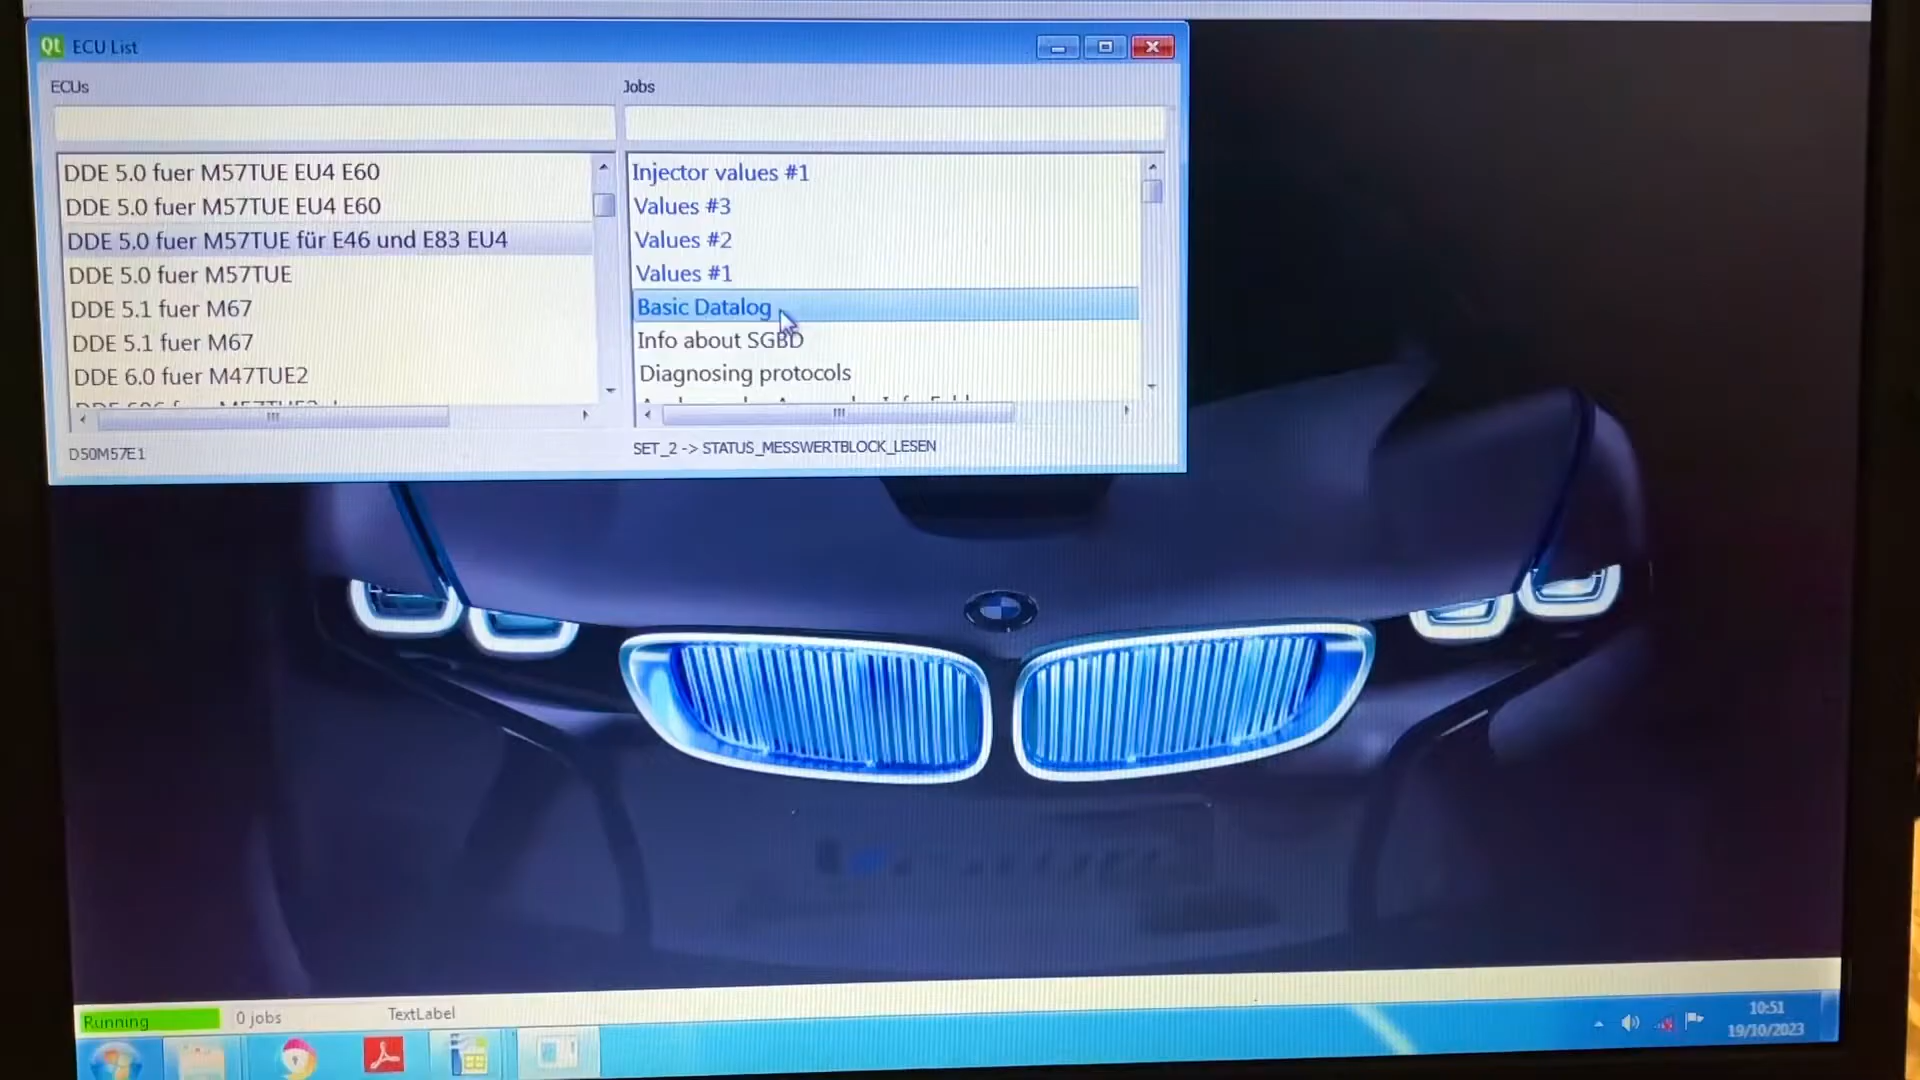 Qt ECU List
ECUs
Jobs
DDE 5.0 fuer M57TUE EU4 E60
DDE 5.0 fuer M57TUE EU4 E60
DDE 5.0 fuer M57TUE für E46 und E83 EU4
DDE 5.0 fuer M57TUE
DDE 5.1 fuer M67
DDE 5.1 fuer M67
DDE 6.0 fuer M47TUE2
D50M57E1
Injector values #1
Values #3
Values #2
Values #1
Basic Datalog
Info about SGBD
Diagnosing protocols
SET_2 -> STATUS_MESSWERTBLOCK_LESEN
Running
0 jobs
TextLabel
10:51
19/10/2023